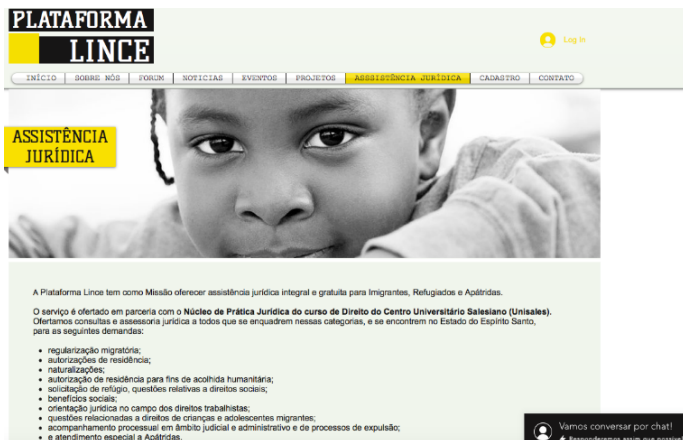 PLATAFORMA
LINCE
Log In
INÍCIO SOBRE NÓS FORUM NOTICIAS EVENTOS PROJETOS ASSSISTÊNCIA JURÍDICA CADASTRO CONTATO
ASSISTÊNCIA
JURÍDICA
A Plataforma Lince tem como Missão oferecer assistência jurídica integral e gratuita para Imigrantes, Refugiados e Apátridas.
O serviço é ofertado em parceria com o Núcleo de Prática Jurídica do curso de Direito do Centro Universitário Salesiano (Unisales).
Ofertamos consultas e assessoria jurídica a todos que se enquadrem nessas categorias, e se encontrem no Estado do Espírito Santo,
para as seguintes demandas:
regularização migratória;
autorizações de residência;
naturalizações;
autorização de residência para fins de acolhida humanitária;
solicitação de refúgio, questões relativas a direitos sociais;
benefícios sociais;
orientação jurídica no campo dos direitos trabalhistas;
questões relacionadas a direitos de crianças e adolescentes migrantes;
acompanhamento processual em âmbito judicial e administrativo e de processos de expulsão;
e atendimento especial a Apátridas.
Vamos conversar por chat!
Responderemos assim que possível